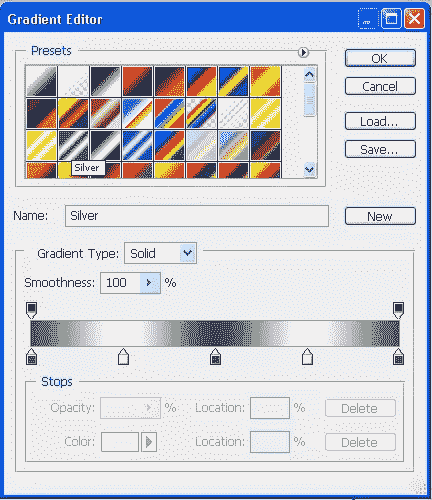 Gradient Editor
Presets
OK
Cancel
Load...
Save...
Silver
Name: Silver New
Gradient Type: Solid
Smoothness: 100 %
Stops
Opacity: % Location: % Delete
Color: Location: % Delete